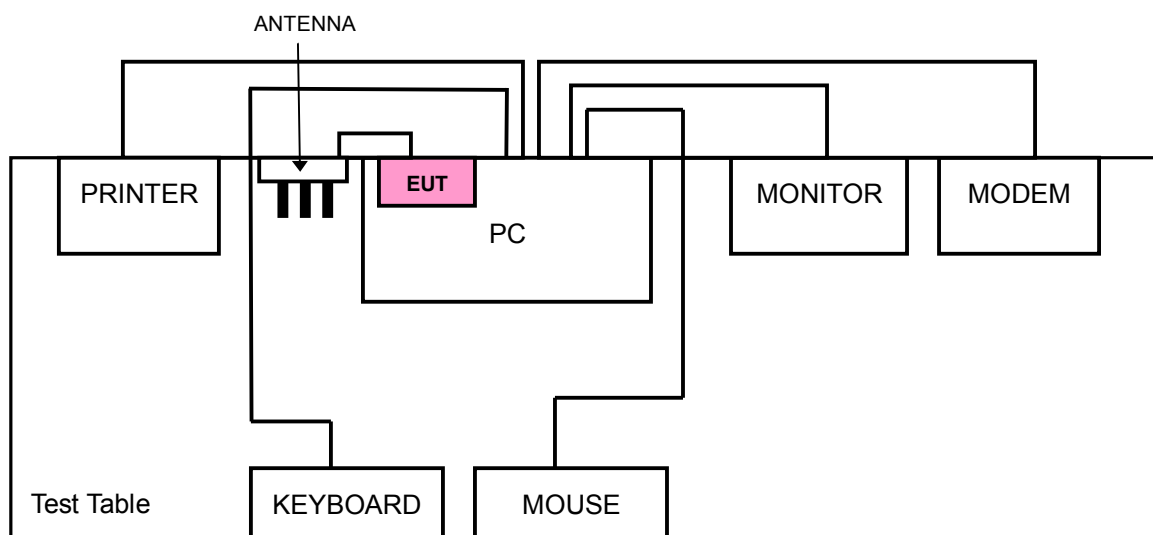 ANTENNA
PRINTER
EUT
MONITOR
MODEM
PC
Test Table
KEYBOARD
MOUSE